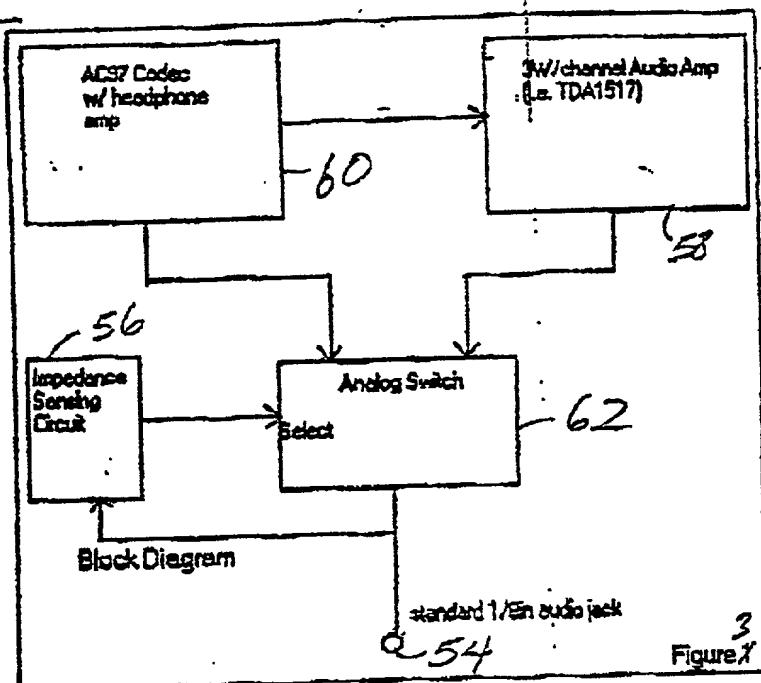 AC97 Codec
w/ headphone
amp
3W/channel Audio Amp
(i.e. TDA1517)
60
58
56
Impedance
Sensing
Circuit
Analog Switch
Select
62
Block Diagram
standard 1/8in audio jack
54
Figure 3